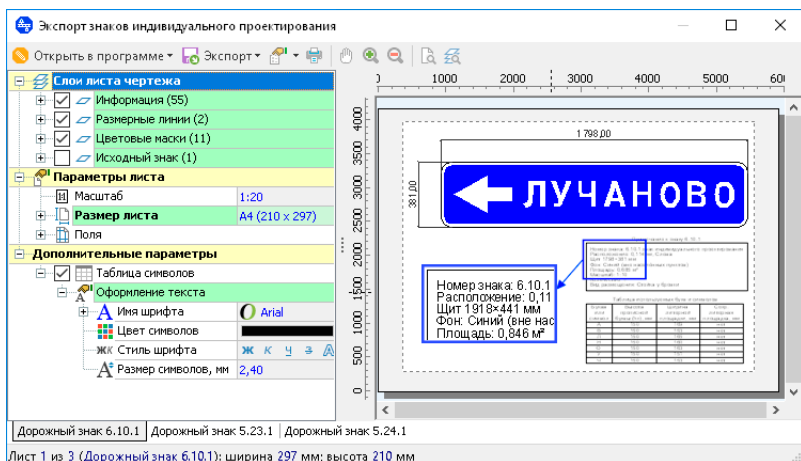 Экспорт знаков индивидуального проектирования
Открыть в программе Экспорт
Слои листа чертежа
Информация (55)
Размерные линии (2)
Цветовые маски (11)
Исходный знак (1)
Параметры листа
Масштаб 1:20
Размер листа A4 (210 x 297)
Поля
Дополнительные параметры
Таблица символов
Оформление текста
Имя шрифта Arial
Цвет символов
ЖК Стиль шрифта Ж К Ч З А
Размер символов, мм 2,40
0 1000 2000 3000 4000 5000
4000
3500
3000
2500
2000
1500
1000
500
0
1 798,00
381,00
ЛУЧАНОВО
Номер знака: 6.10.1
Расположение: 0,11
Щит 1918×441 мм
Фон: Синий (вне нас
Площадь: 0,846 м²
Дорожный знак 6.10.1 Дорожный знак 5.23.1 Дорожный знак 5.24.1
Лист 1 из 3 (Дорожный знак 6.10.1): ширина 297 мм; высота 210 мм